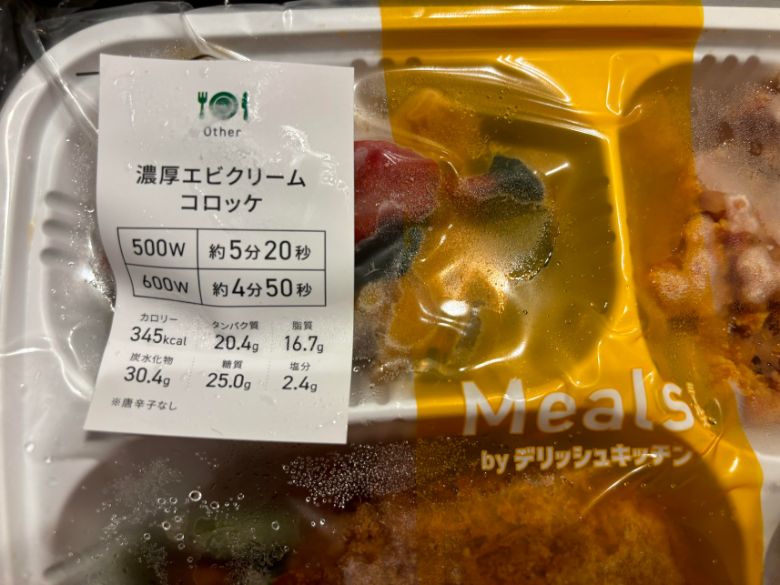 Other
濃厚エビクリーム
コロッケ
500W 約5分20秒
600W 約4分50秒
カロリー タンパク質 脂質
345kcal 20.4g 16.7g
炭水化物 糖質 塩分
30.4g 25.0g 2.4g
※唐辛子なし
Meals
by デリッシュキッチン